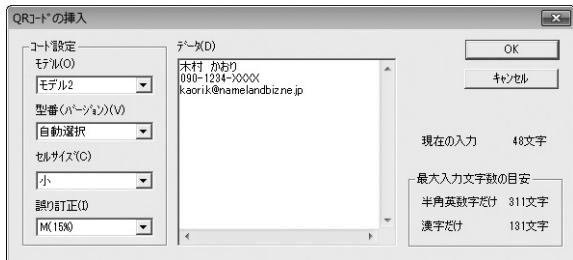 QRｺｰﾄﾞの挿入
コード設定
ﾓﾃﾞﾙ(O)
モデル2
型番(ﾊﾞｰｼﾞｮﾝ)(V)
自動選択
ｾﾙｻｲｽﾞ(C)
小
誤り訂正(I)
M(15%)
ﾃﾞｰﾀ(D)
木村 かおり
090-1234-XXXX
kaori.k@namelandbiz.ne.jp
OK
ｷｬﾝｾﾙ
現在の入力 48文字
最大入力文字数の目安
半角英数字だけ 311文字
漢字だけ 131文字